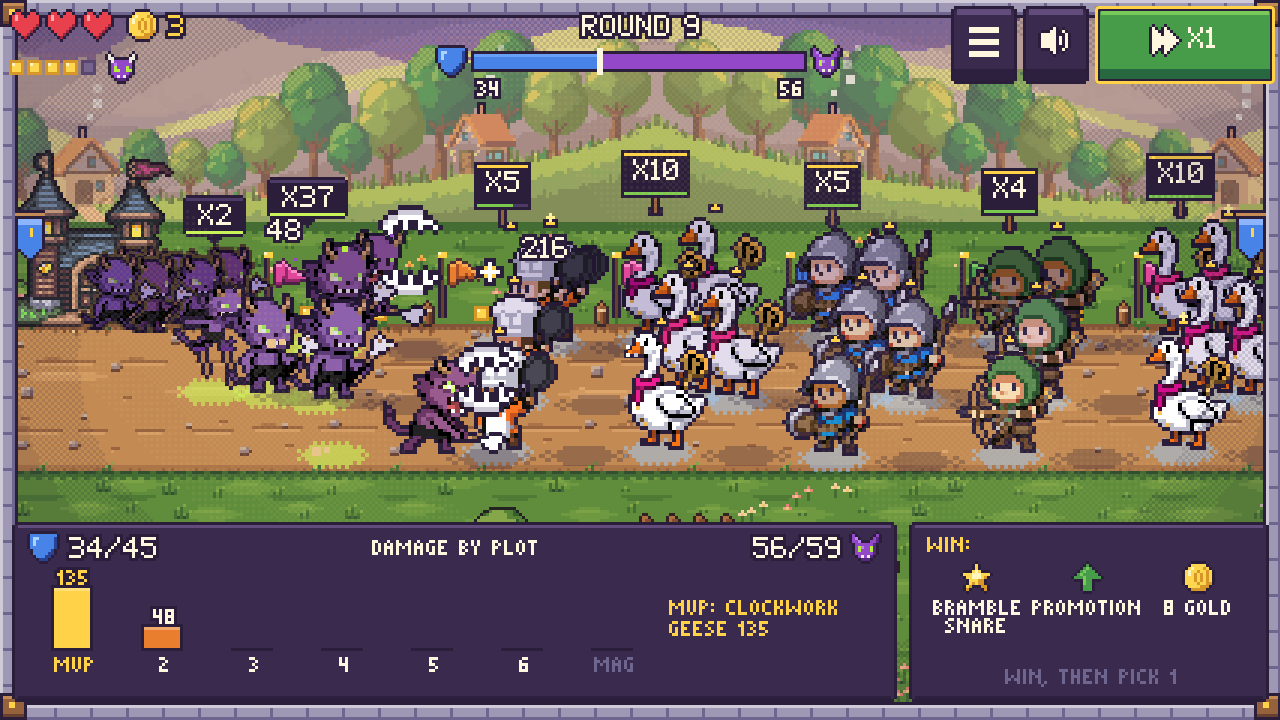 3
ROUND 9
X1
34
56
X2
X37
X5
X10
X5
X4
X10
48
216
34/45
DAMAGE BY PLOT
56/59
135
48
MVP
2
3
4
5
6
MAG
MVP: CLOCKWORK
GEESE 135
WIN:
BRAMBLE
SNARE
PROMOTION
8 GOLD
WIN, THEN PICK 1